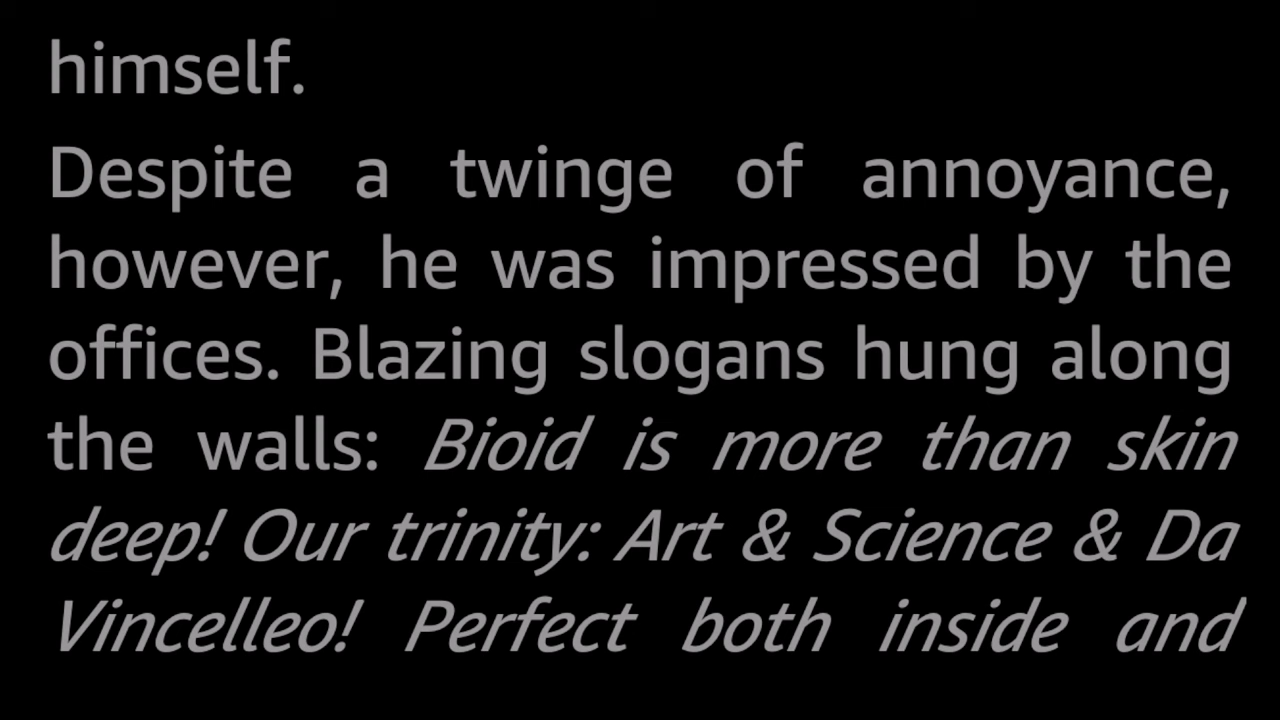 himself.
Despite a twinge of annoyance,
however, he was impressed by the
offices. Blazing slogans hung along
the walls: Bioid is more than skin
deep! Our trinity: Art & Science & Da
Vincelleo! Perfect both inside and